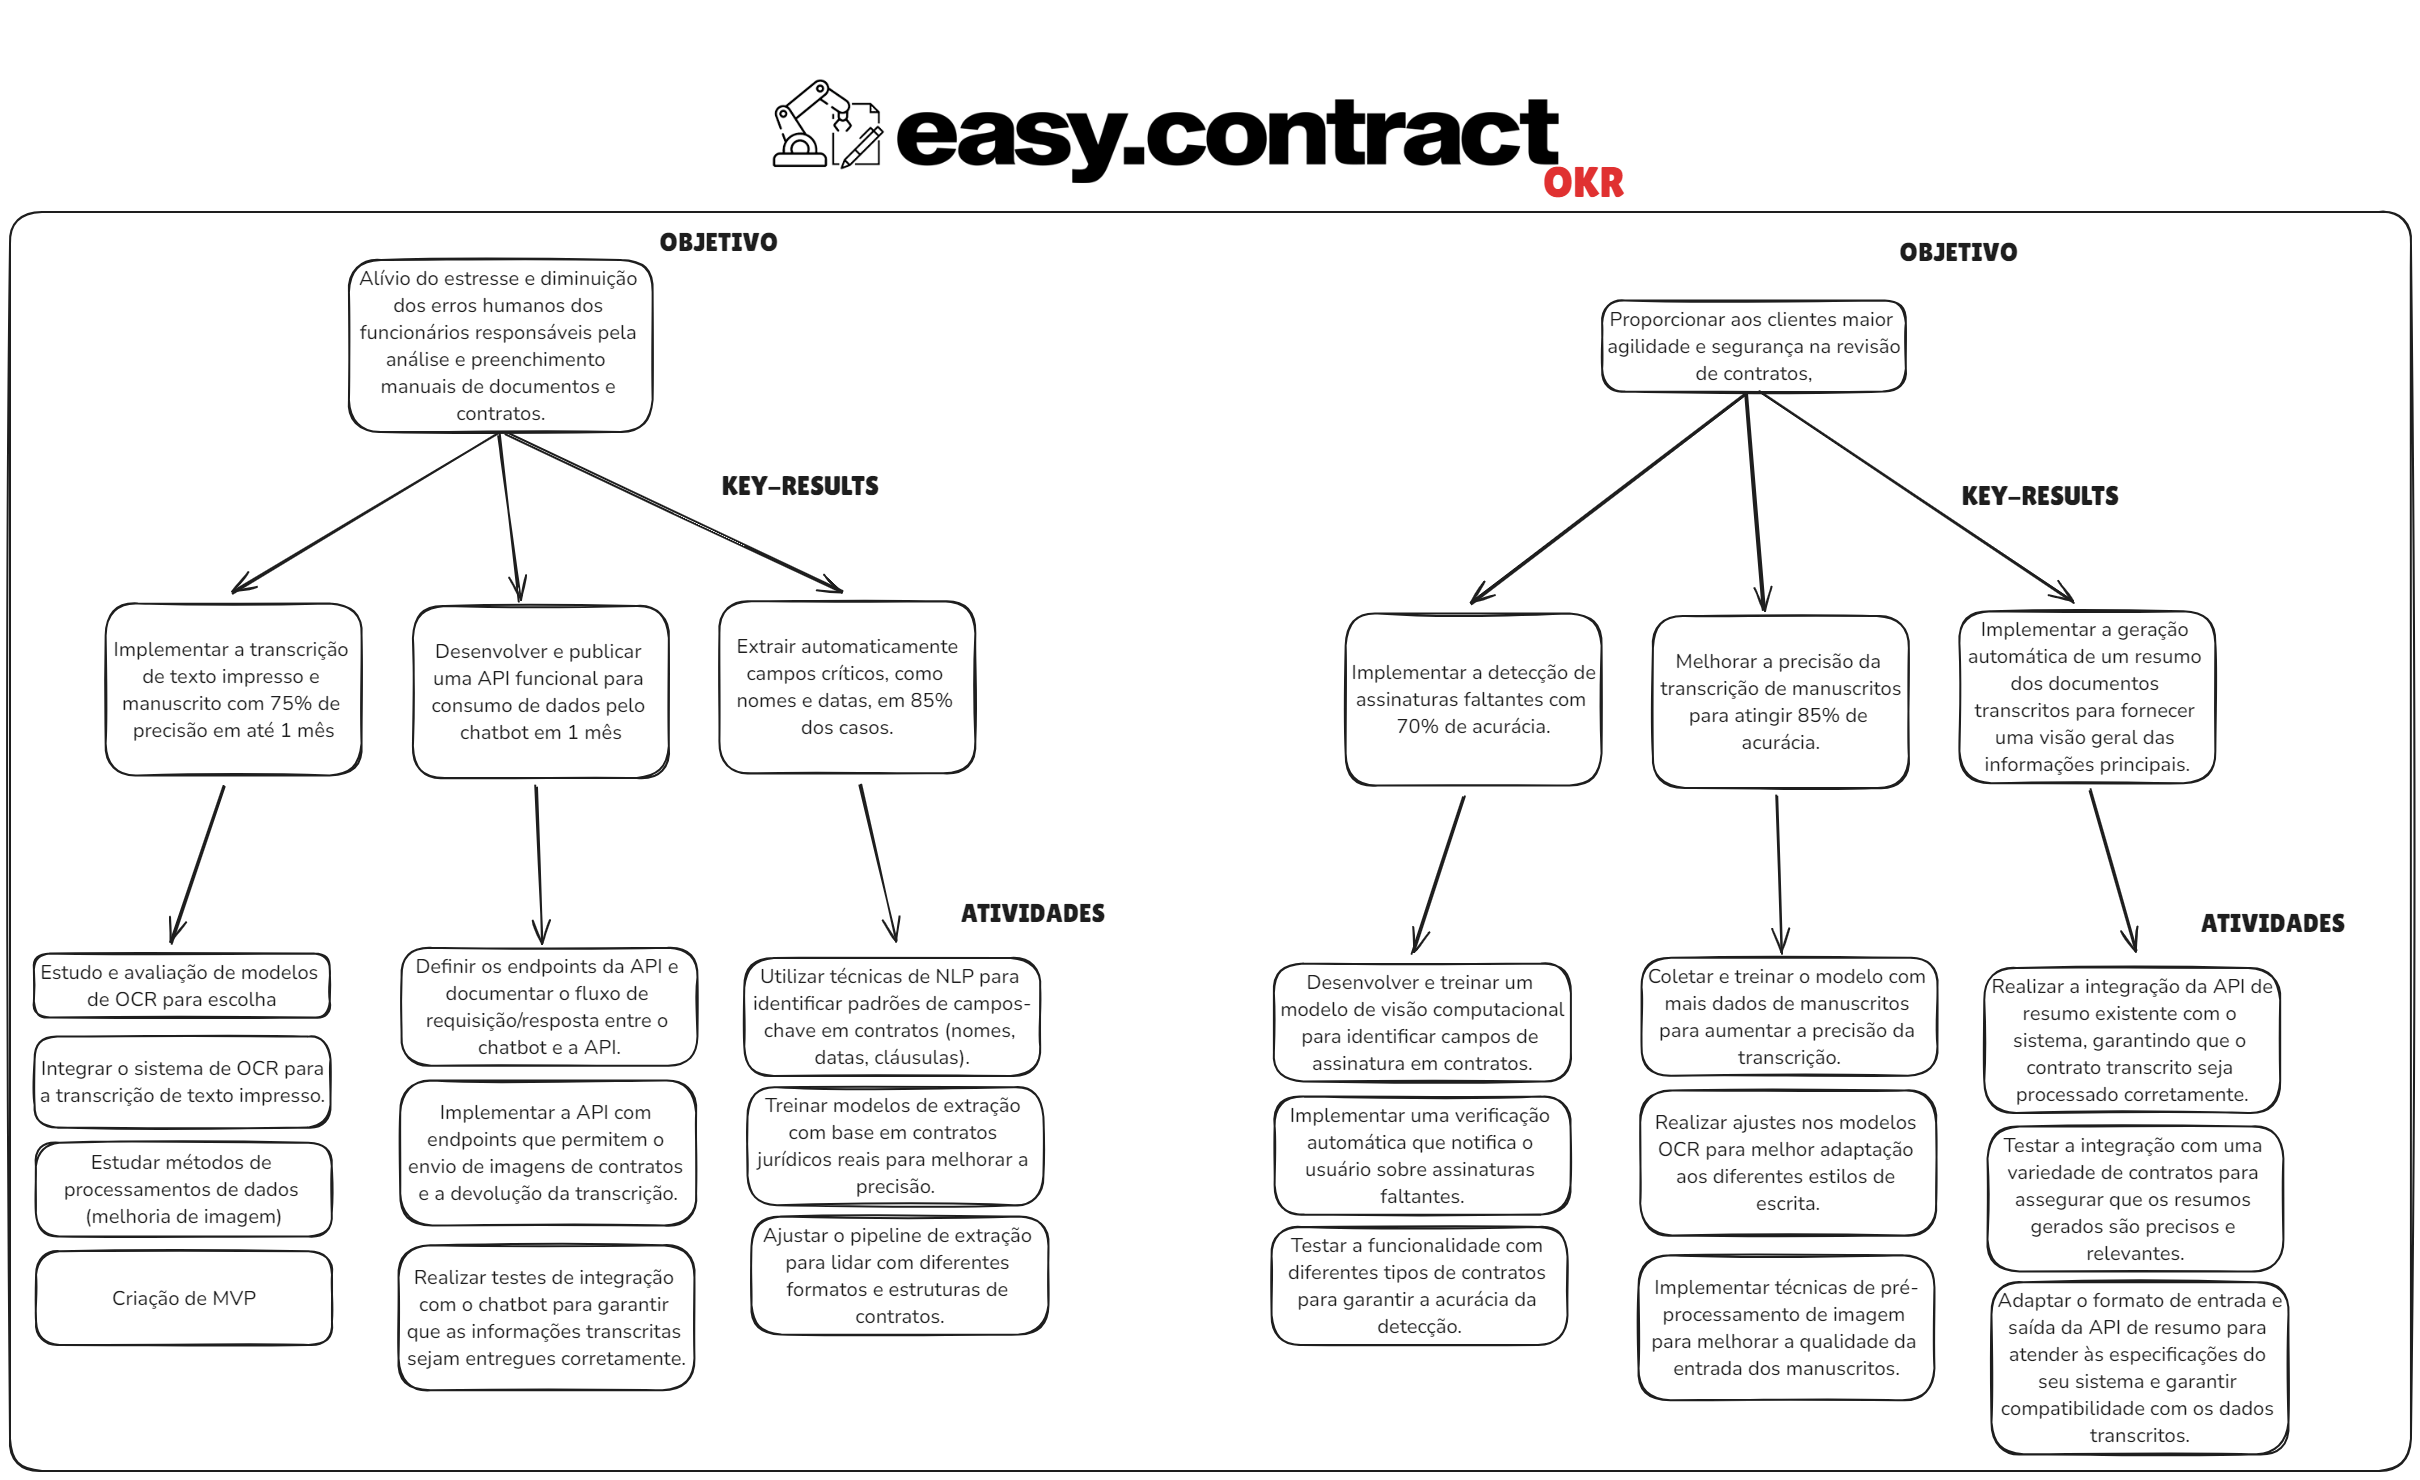 easy.contract
OKR
OBJETIVO
Alívio do estresse e diminuição
dos erros humanos dos
funcionários responsáveis pela
análise e preenchimento
manuais de documentos e
contratos.
KEY-RESULTS
Implementar a transcrição
de texto impresso e
manuscrito com 75% de
precisão em até 1 mês
Desenvolver e publicar
uma API funcional para
consumo de dados pelo
chatbot em 1 mês
Extrair automaticamente
campos críticos, como
nomes e datas, em 85%
dos casos.
ATIVIDADES
Estudo e avaliação de modelos
de OCR para escolha
Integrar o sistema de OCR para
a transcrição de texto impresso.
Estudar métodos de
processamentos de dados
(melhoria de imagem)
Criação de MVP
Definir os endpoints da API e
documentar o fluxo de
requisição/resposta entre o
chatbot e a API.
Implementar a API com
endpoints que permitem o
envio de imagens de contratos
e a devolução da transcrição.
Realizar testes de integração
com o chatbot para garantir
que as informações transcritas
sejam entregues corretamente.
Utilizar técnicas de NLP para
identificar padrões de campos-
chave em contratos (nomes,
datas, cláusulas).
Treinar modelos de extração
com base em contratos
jurídicos reais para melhorar a
precisão.
Ajustar o pipeline de extração
para lidar com diferentes
formatos e estruturas de
contratos.
OBJETIVO
Proporcionar aos clientes maior
agilidade e segurança na revisão
de contratos,
KEY-RESULTS
Implementar a detecção de
assinaturas faltantes com
70% de acurácia.
Melhorar a precisão da
transcrição de manuscritos
para atingir 85% de
acurácia.
Implementar a geração
automática de um resumo
dos documentos
transcritos para fornecer
uma visão geral das
informações principais.
ATIVIDADES
Desenvolver e treinar um
modelo de visão computacional
para identificar campos de
assinatura em contratos.
Implementar uma verificação
automática que notifica o
usuário sobre assinaturas
faltantes.
Testar a funcionalidade com
diferentes tipos de contratos
para garantir a acurácia da
detecção.
Coletar e treinar o modelo com
mais dados de manuscritos
para aumentar a precisão da
transcrição.
Realizar ajustes nos modelos
OCR para melhor adaptação
aos diferentes estilos de
escrita.
Implementar técnicas de pré-
processamento de imagem
para melhorar a qualidade da
entrada dos manuscritos.
Realizar a integração da API de
resumo existente com o
sistema, garantindo que o
contrato transcrito seja
processado corretamente.
Testar a integração com uma
variedade de contratos para
assegurar que os resumos
gerados são precisos e
relevantes.
Adaptar o formato de entrada e
saída da API de resumo para
atender às especificações do
seu sistema e garantir
compatibilidade com os dados
transcritos.